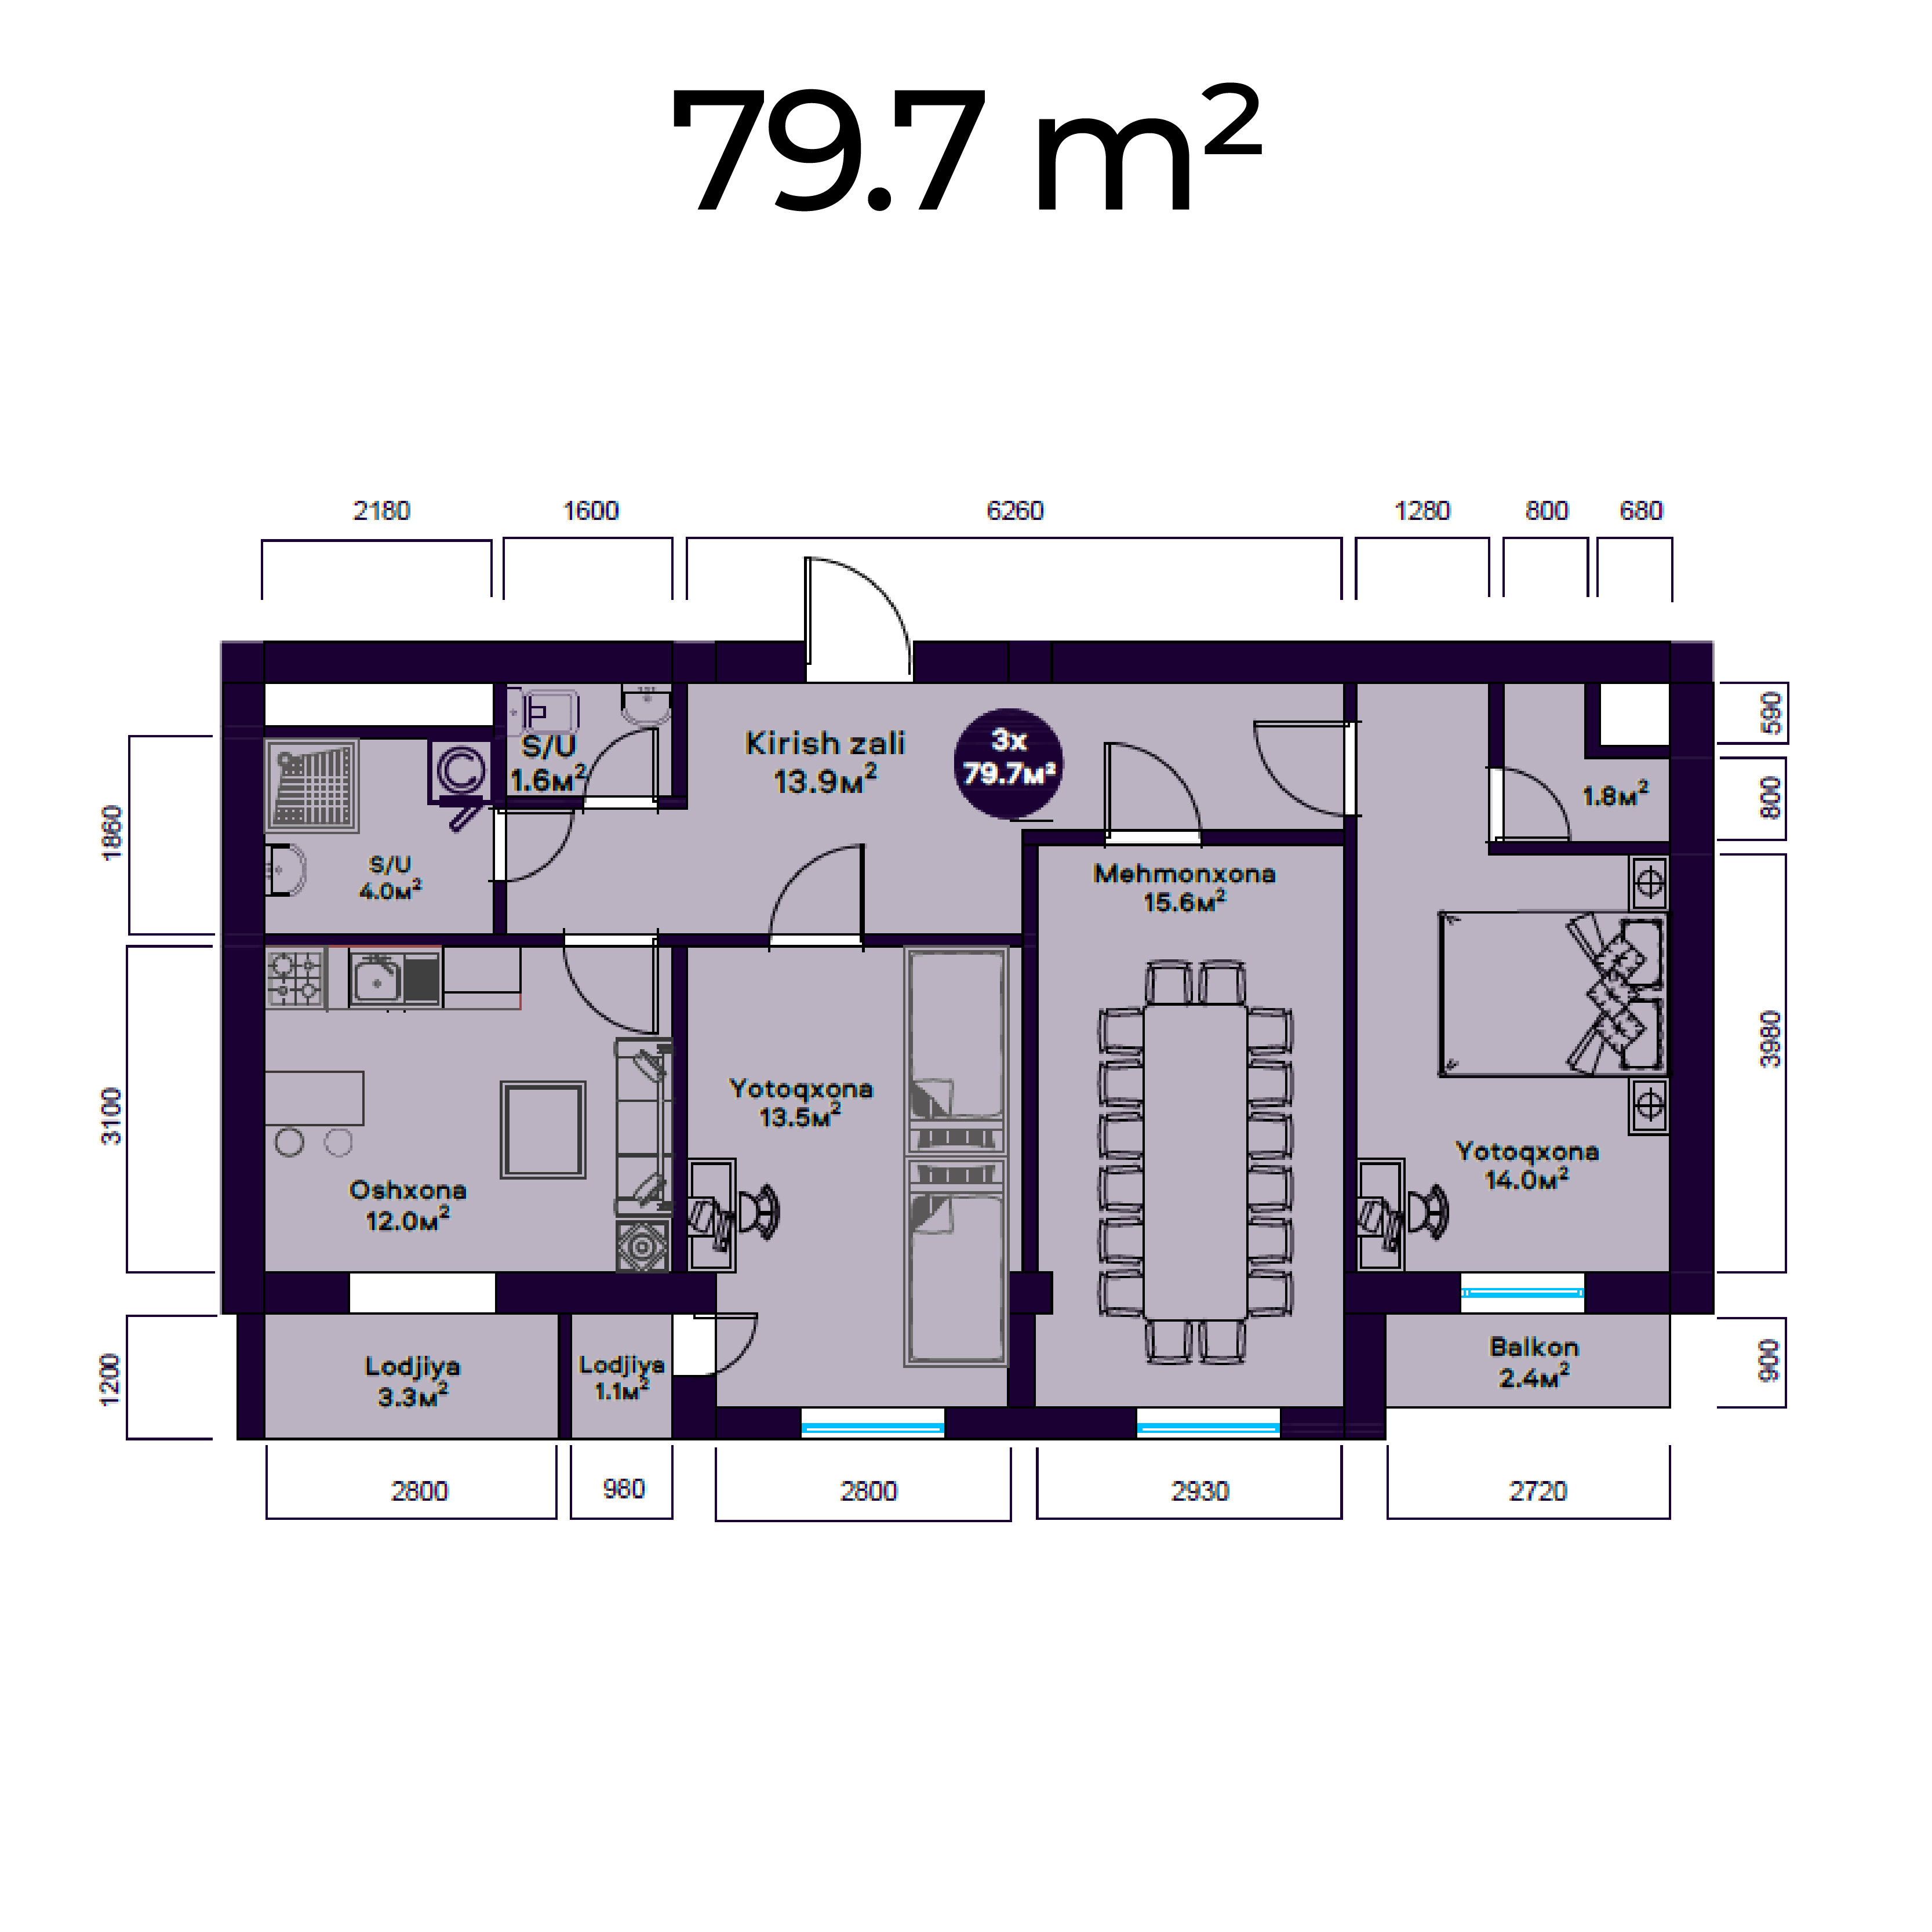 79.7 m²
2180
1600
6260
1280
800
680
590
800
3980
900
1860
3100
1200
S/U
1.6м²
Kirish zali
13.9м²
3x
79.7м²
1.8м²
S/U
4.0м²
Mehmonxona
15.6м²
Yotoqxona
13.5м²
Yotoqxona
14.0м²
Oshxona
12.0м²
Lodjiya
3.3м²
Lodjiya
1.1м²
Balkon
2.4м²
2800
980
2800
2930
2720